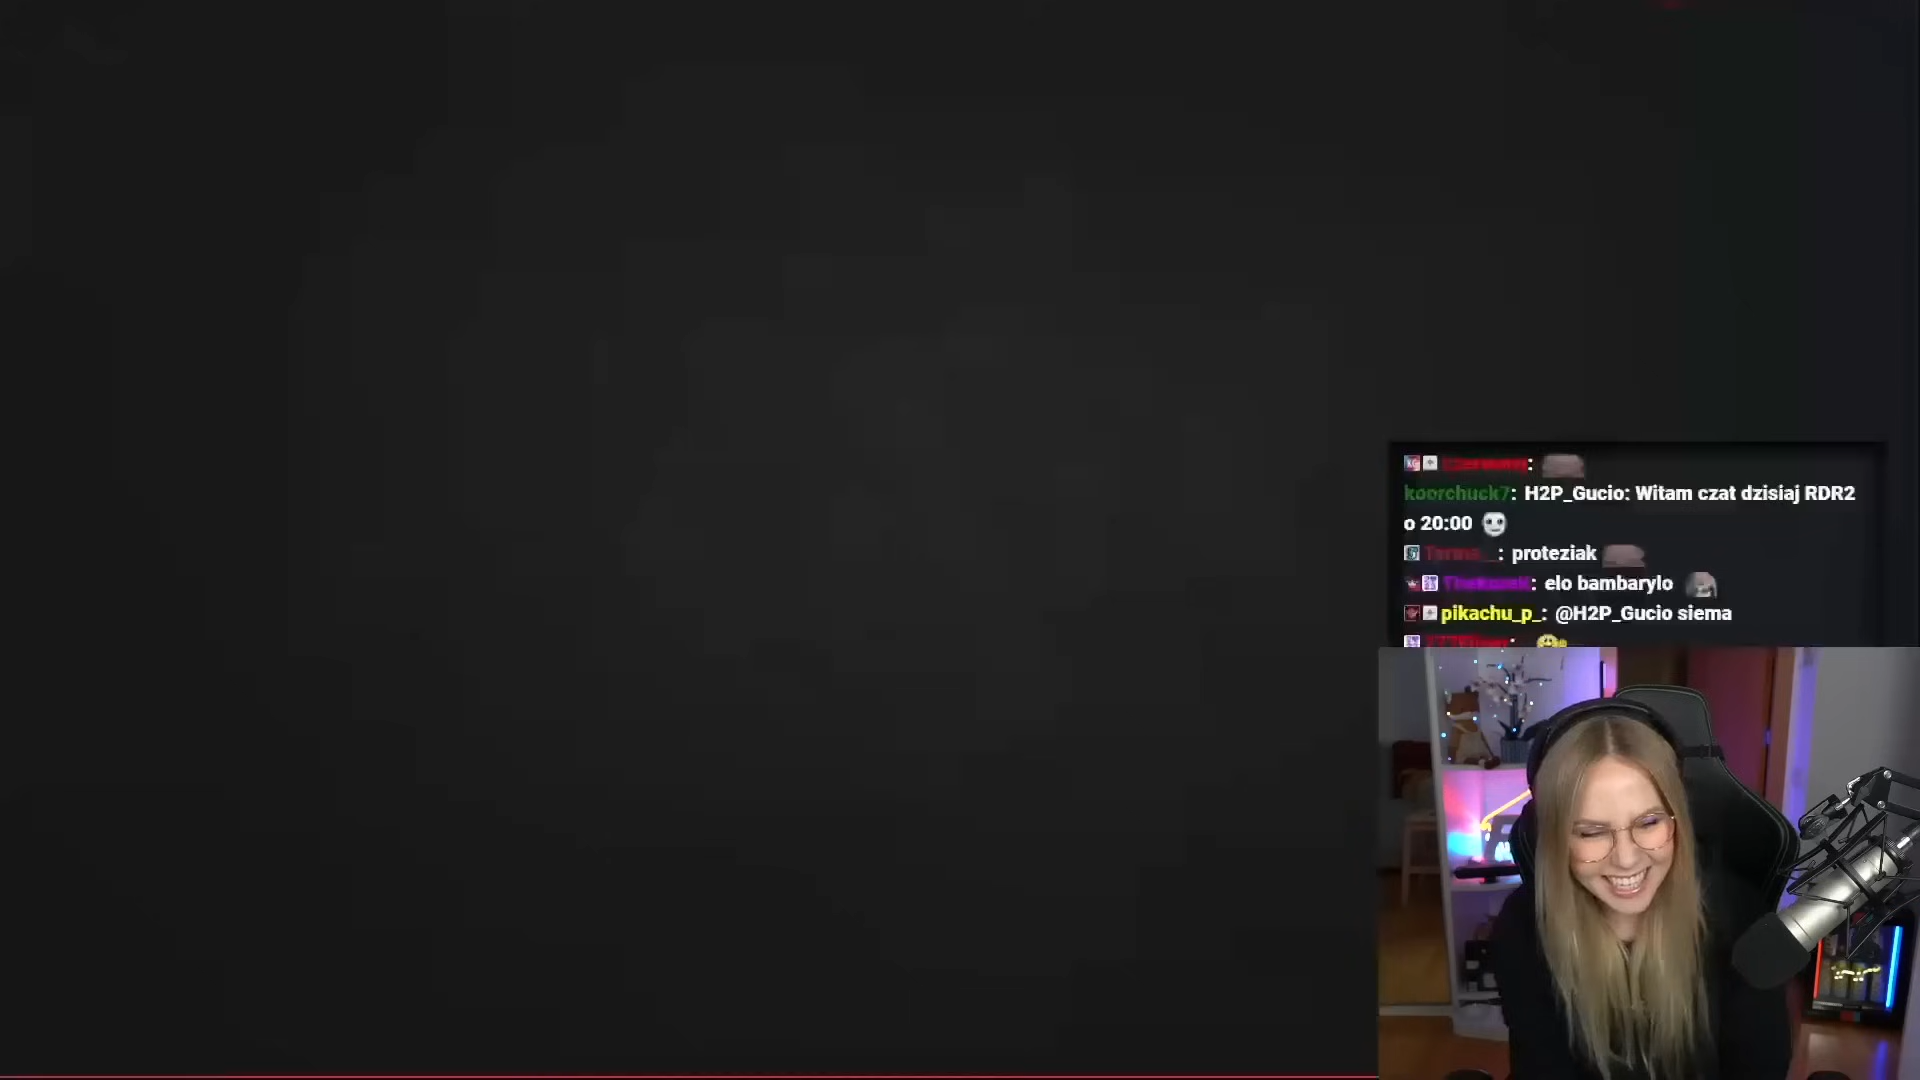 koorchuck7: H2P_Gucio: Witam czat dzisiaj RDR2
o 20:00
: proteziak
: elo bambarylo
pikachu_p_: @H2P_Gucio siema